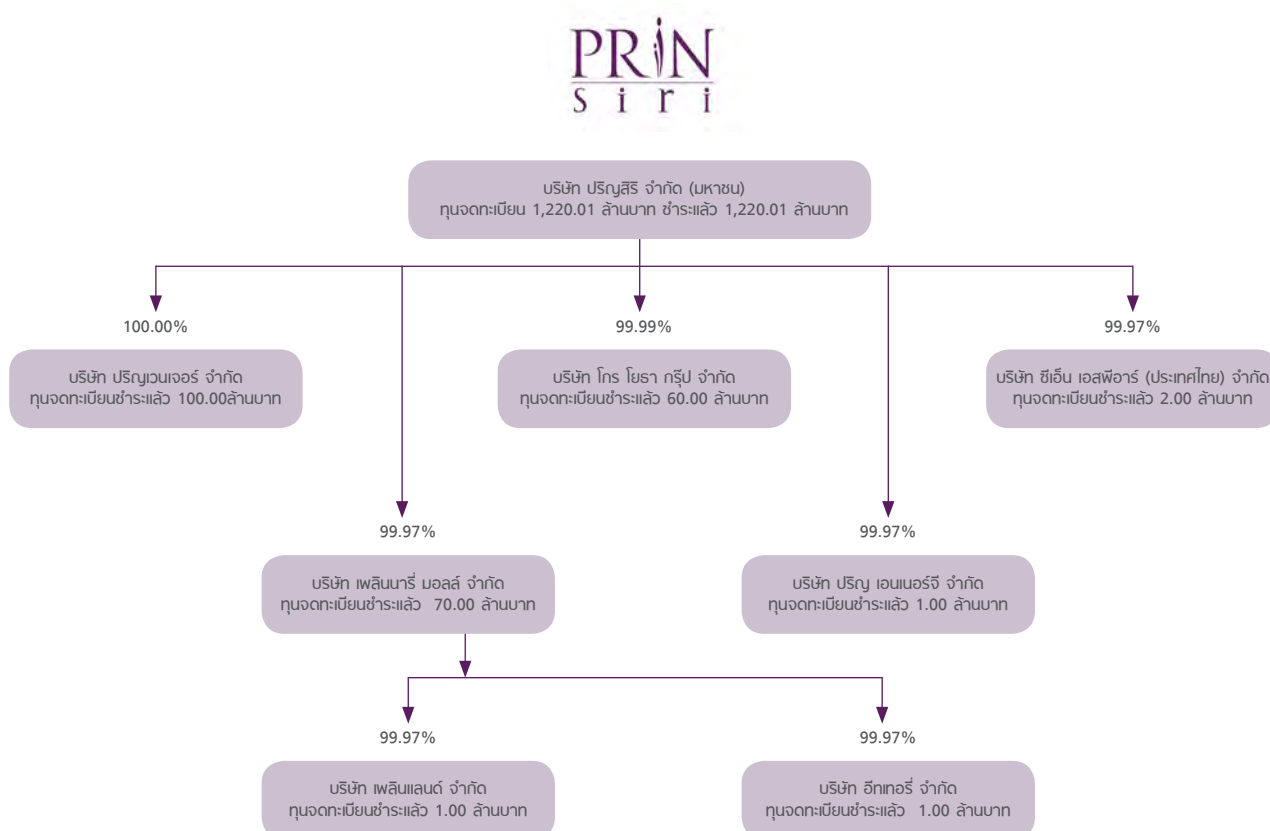 PRiN
siri
บริษัท ปริญสิริ จำกัด (มหาชน)
ทุนจดทะเบียน 1,220.01 ล้านบาท ชำระแล้ว 1,220.01 ล้านบาท
100.00%
99.99%
99.97%
บริษัท ปริญเวนเจอร์ จำกัด
ทุนจดทะเบียนชำระแล้ว 100.00ล้านบาท
บริษัท โกร โยธา กรุ๊ป จำกัด
ทุนจดทะเบียนชำระแล้ว 60.00 ล้านบาท
บริษัท ซีเอ็น เอสพีอาร์ (ประเทศไทย) จำกัด
ทุนจดทะเบียนชำระแล้ว 2.00 ล้านบาท
99.97%
99.97%
บริษัท เพลินนารี่ มอลล์ จำกัด
ทุนจดทะเบียนชำระแล้ว 70.00 ล้านบาท
บริษัท ปริญ เอนเนอร์จี จำกัด
ทุนจดทะเบียนชำระแล้ว 1.00 ล้านบาท
99.97%
99.97%
บริษัท เพลินแลนด์ จำกัด
ทุนจดทะเบียนชำระแล้ว 1.00 ล้านบาท
บริษัท อีทเทอรี่ จำกัด
ทุนจดทะเบียนชำระแล้ว 1.00 ล้านบาท